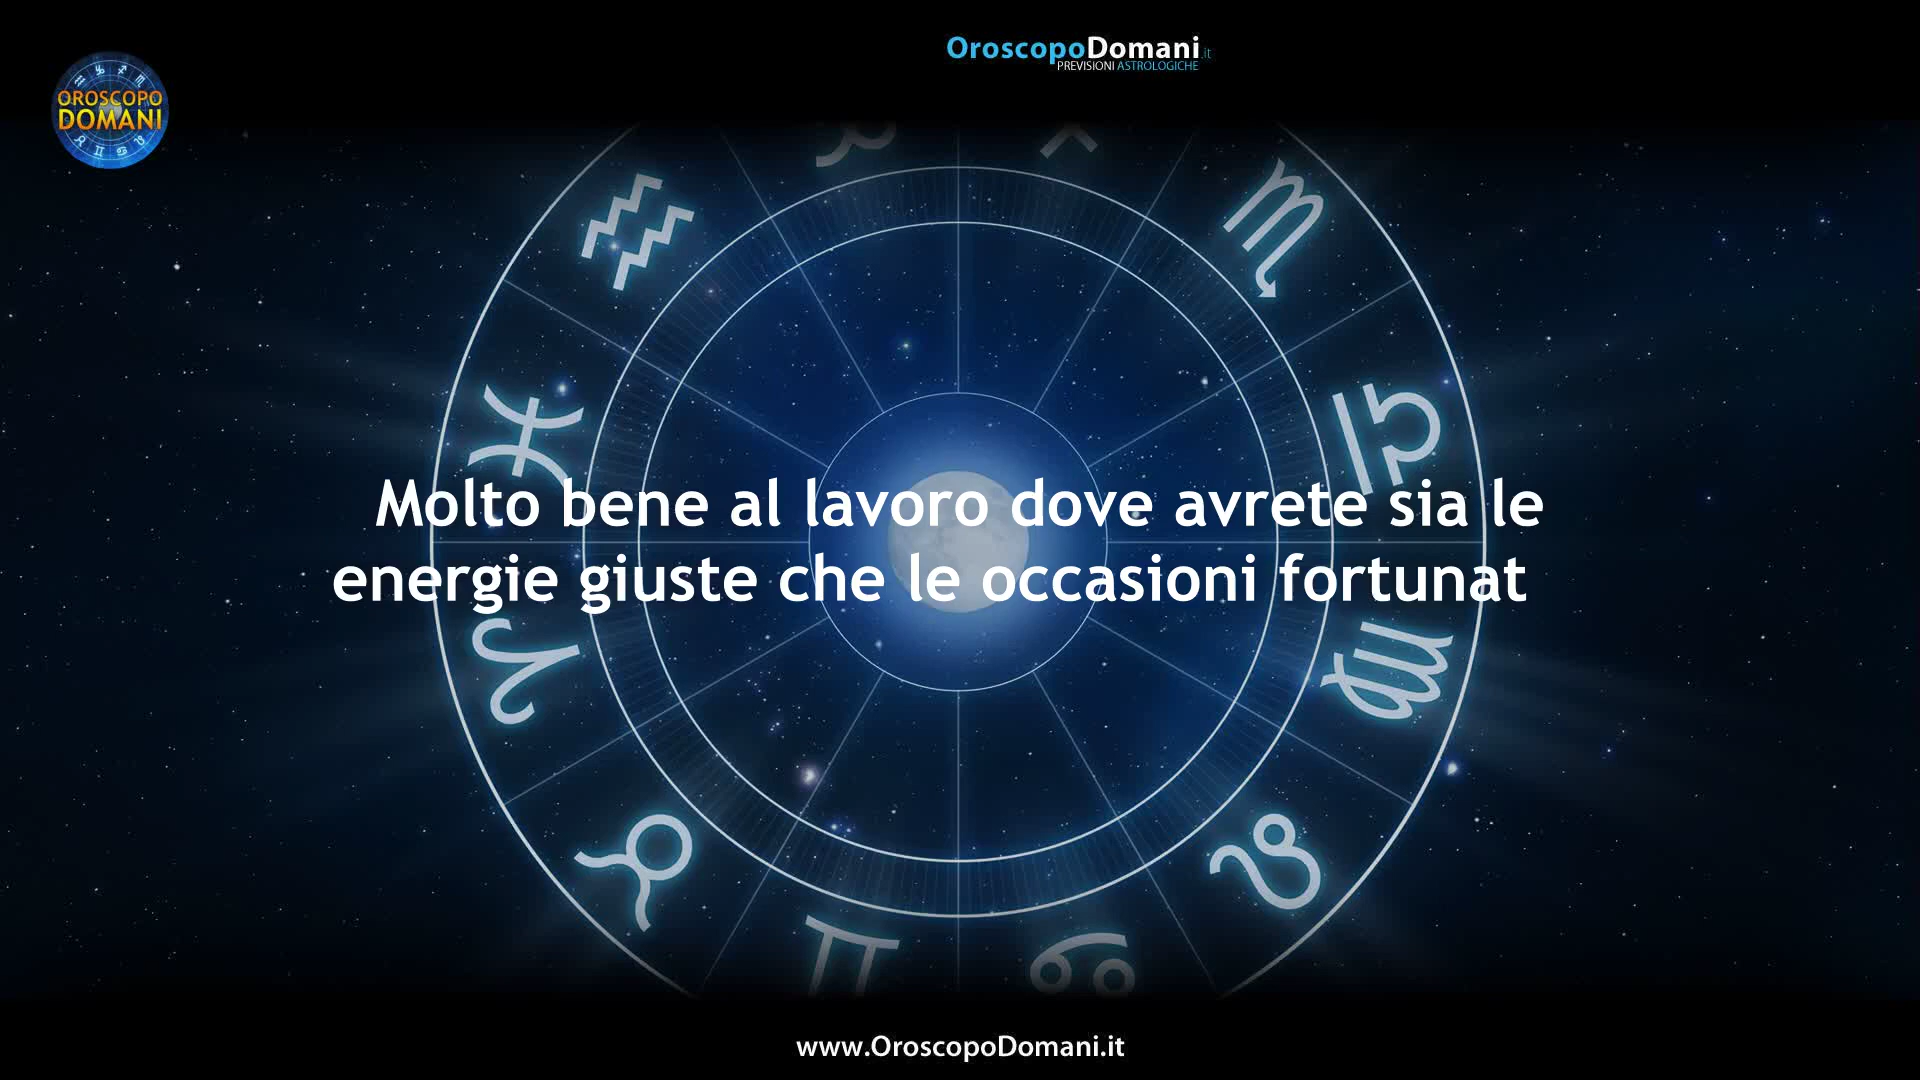 OroscopoDomani.it
PREVISIONI ASTROLOGICHE
OROSCOPO
DOMANI
Molto bene al lavoro dove avrete sia le
energie giuste che le occasioni fortunat
www.OroscopoDomani.it